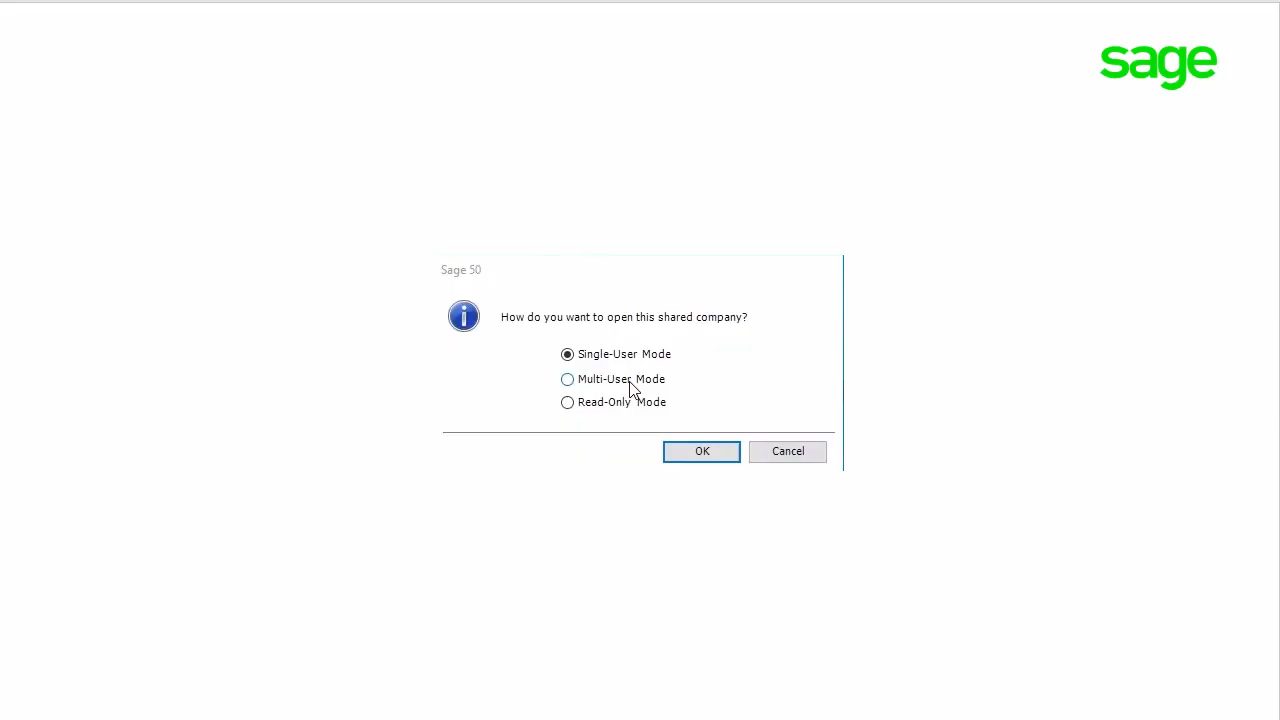 sage
Sage 50
How do you want to open this shared company?
Single-User Mode
Multi-User Mode
Read-Only Mode
OK
Cancel